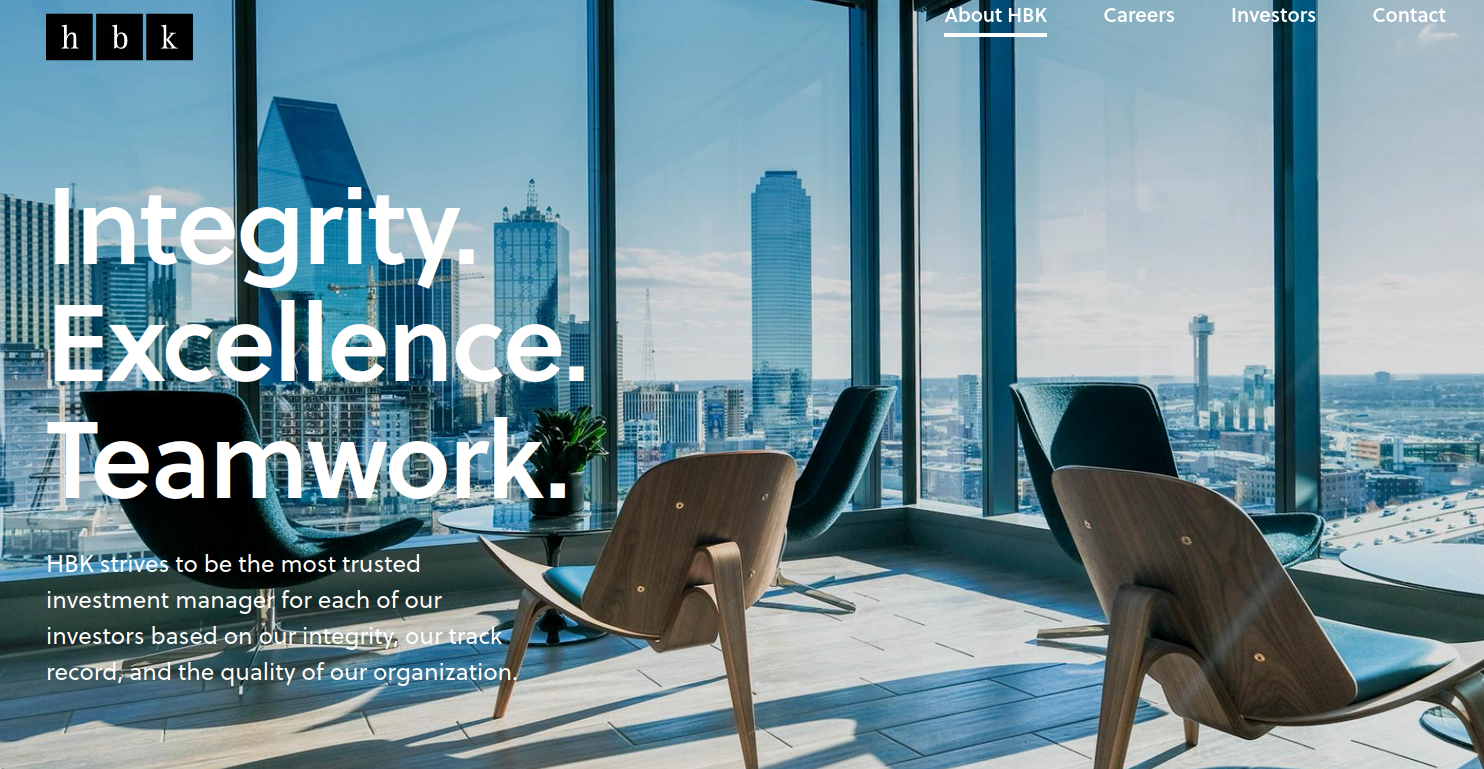 hbk
About HBK Careers Investors Contact
Integrity.
Excellence.
Teamwork.
HBK strives to be the most trusted
investment manager for each of our
investors based on our integrity, our track
record, and the quality of our organization.